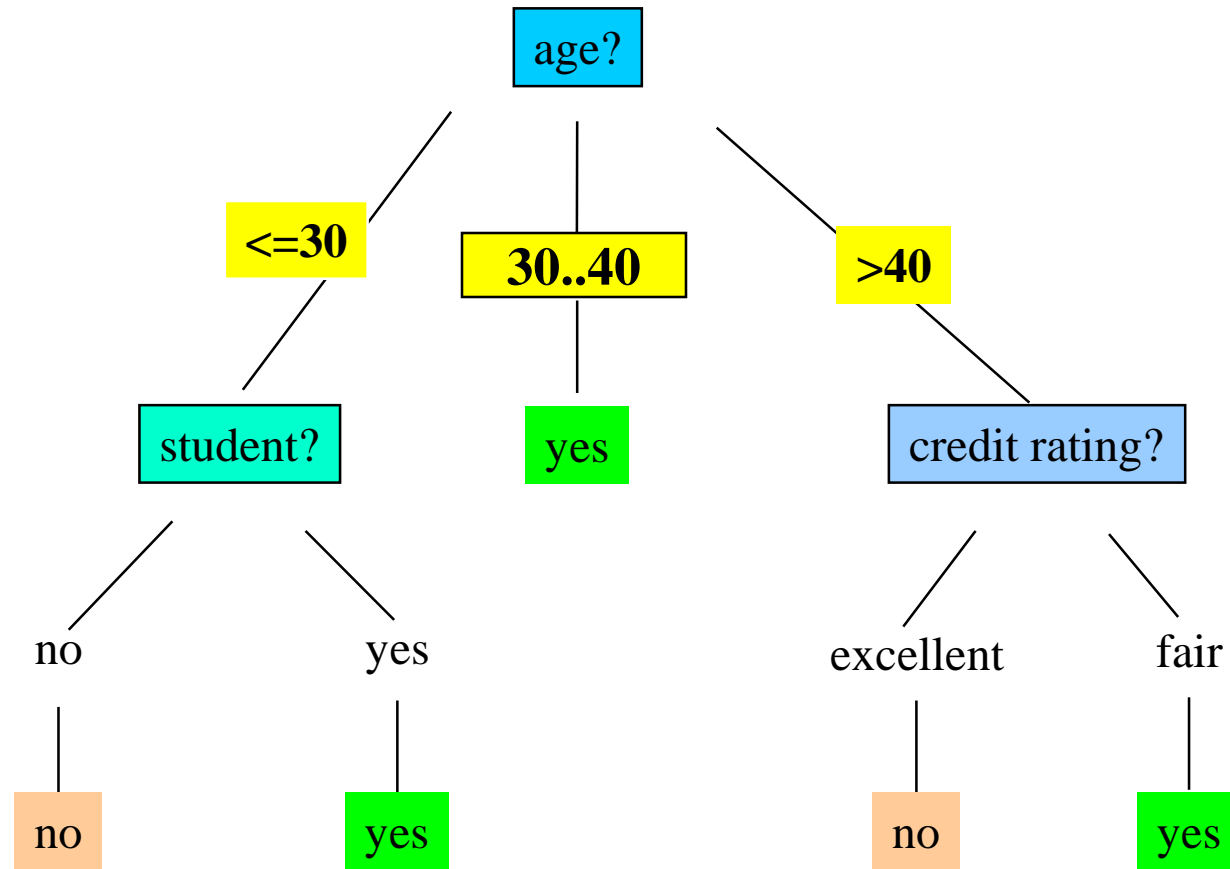 age?
<=30
30..40
>40
student?
yes
credit rating?
no
yes
excellent
fair
no
yes
no
yes